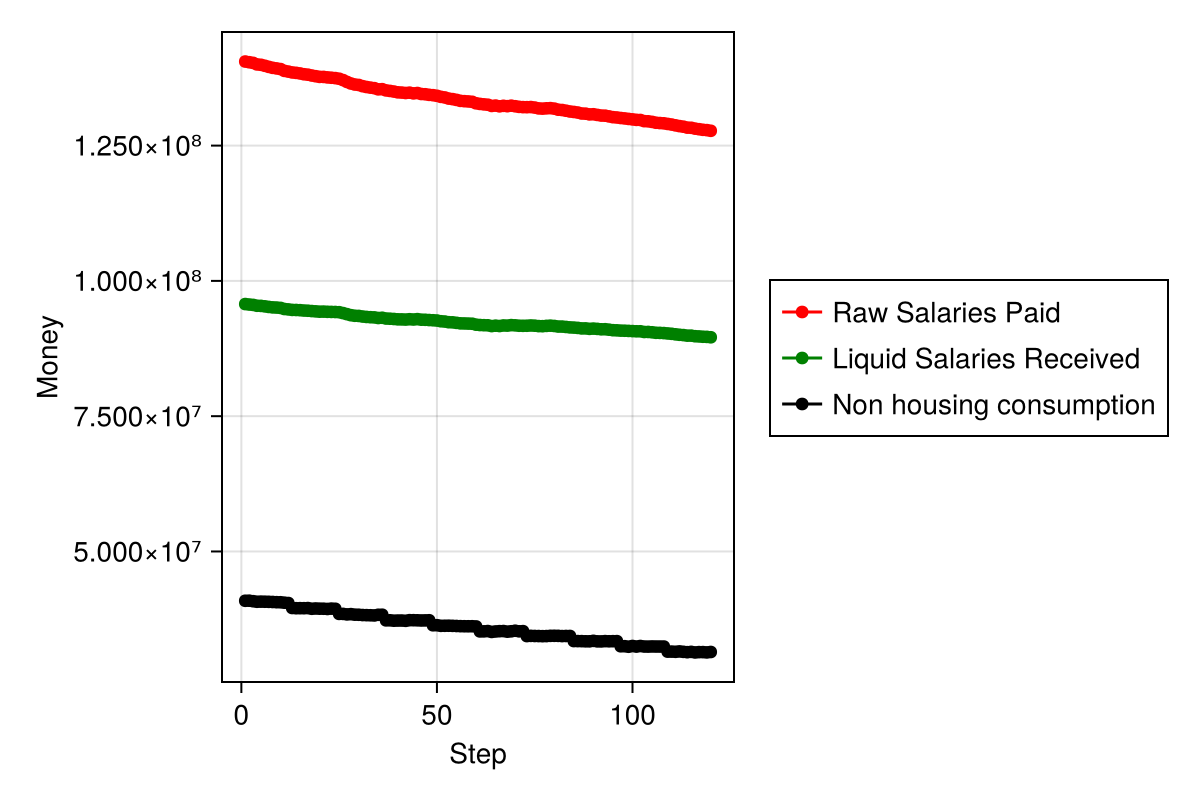 1.250×10⁸
1.000×10⁸
7.500×10⁷
5.000×10⁷
Money
0 50 100
Step
Raw Salaries Paid
Liquid Salaries Received
Non housing consumption